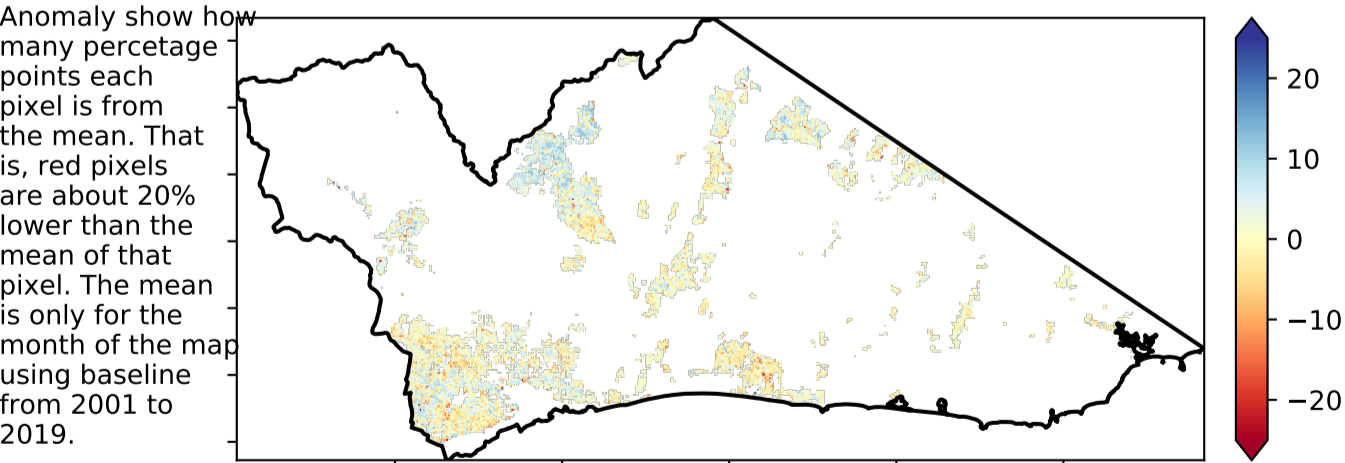 Anomaly show how
many percetage
points each
pixel is from
the mean. That
is, red pixels
are about 20%
lower than the
mean of that
pixel. The mean
is only for the
month of the map
using baseline
from 2001 to
2019.
20
10
0
−10
−20